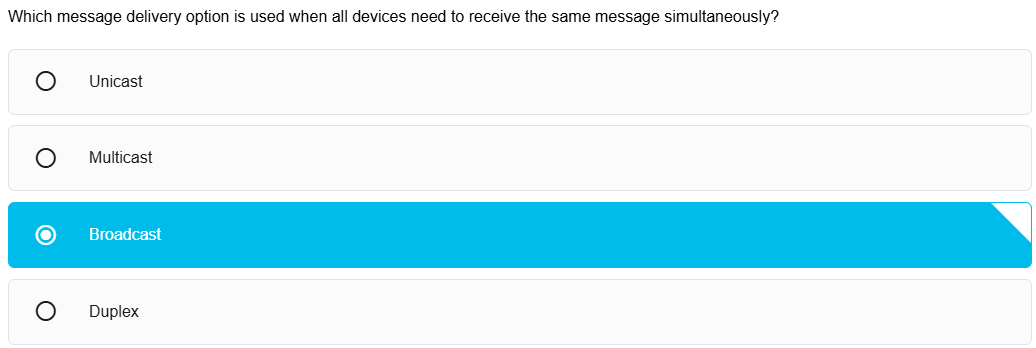 Which message delivery option is used when all devices need to receive the same message simultaneously?
Unicast
Multicast
Broadcast
Duplex